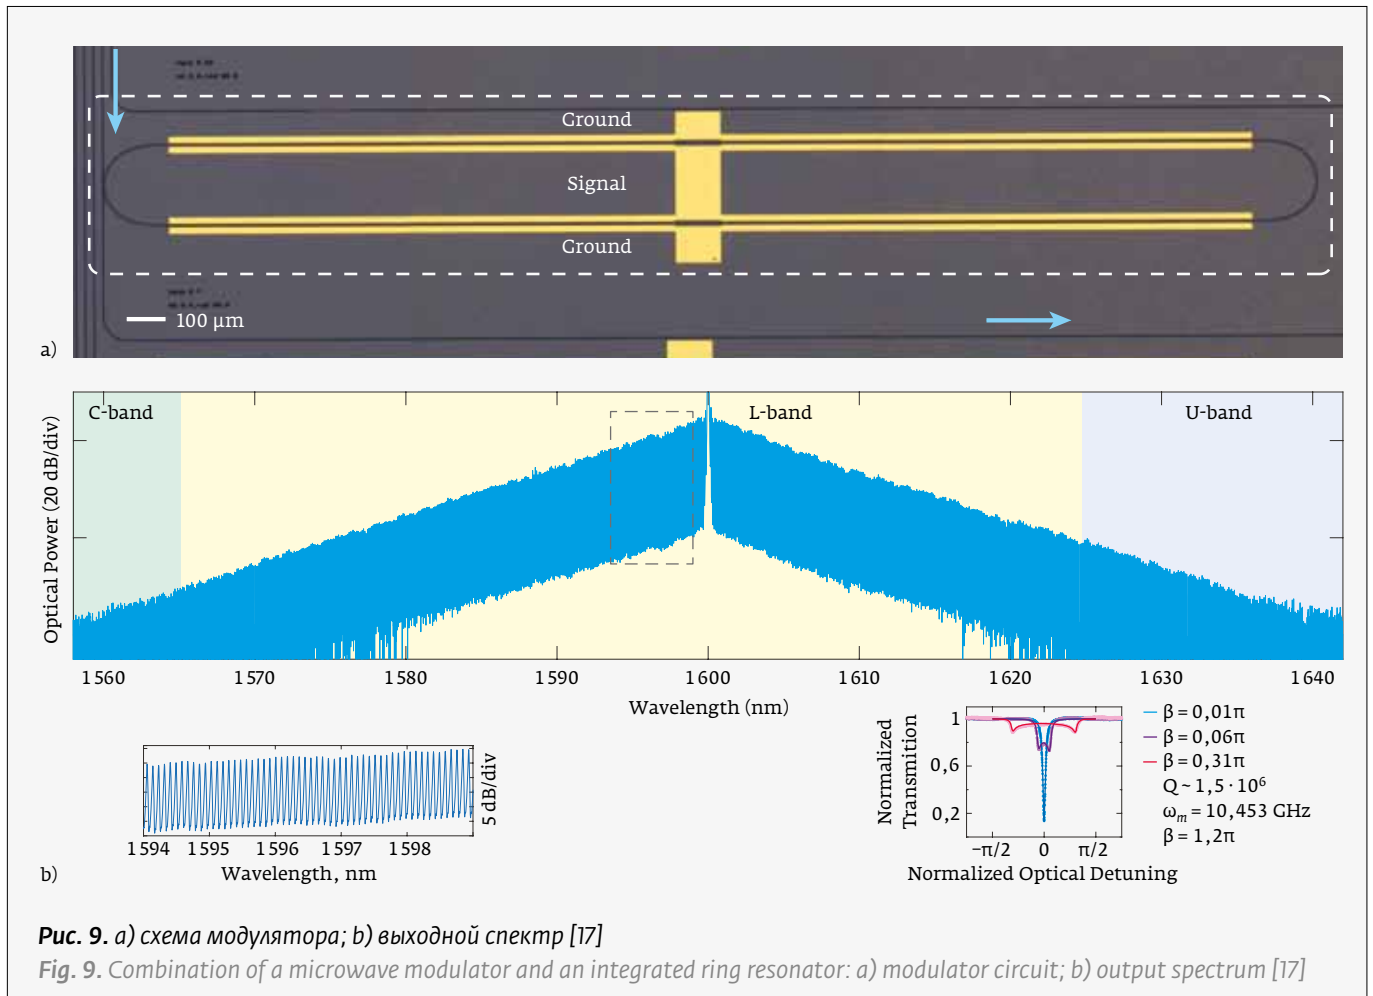 Ground
Signal
Ground
100 μm
a)
C-band
L-band
U-band
Optical Power (20 dB/div)
1560 1570 1580 1590 1600 1610 1620 1630 1640
Wavelength (nm)
5 dB/div
1594 1595 1596 1597 1598
Wavelength, nm
Normalized
Transmition
1
0,6
0,2
−π/2 0 π/2
Normalized Optical Detuning
β = 0,01π
β = 0,06π
β = 0,31π
Q ~ 1,5 · 10⁶
ωₘ = 10,453 GHz
β = 1,2π
b)
Рис. 9. а) схема модулятора; b) выходной спектр [17]
Fig. 9. Combination of a microwave modulator and an integrated ring resonator: a) modulator circuit; b) output spectrum [17]